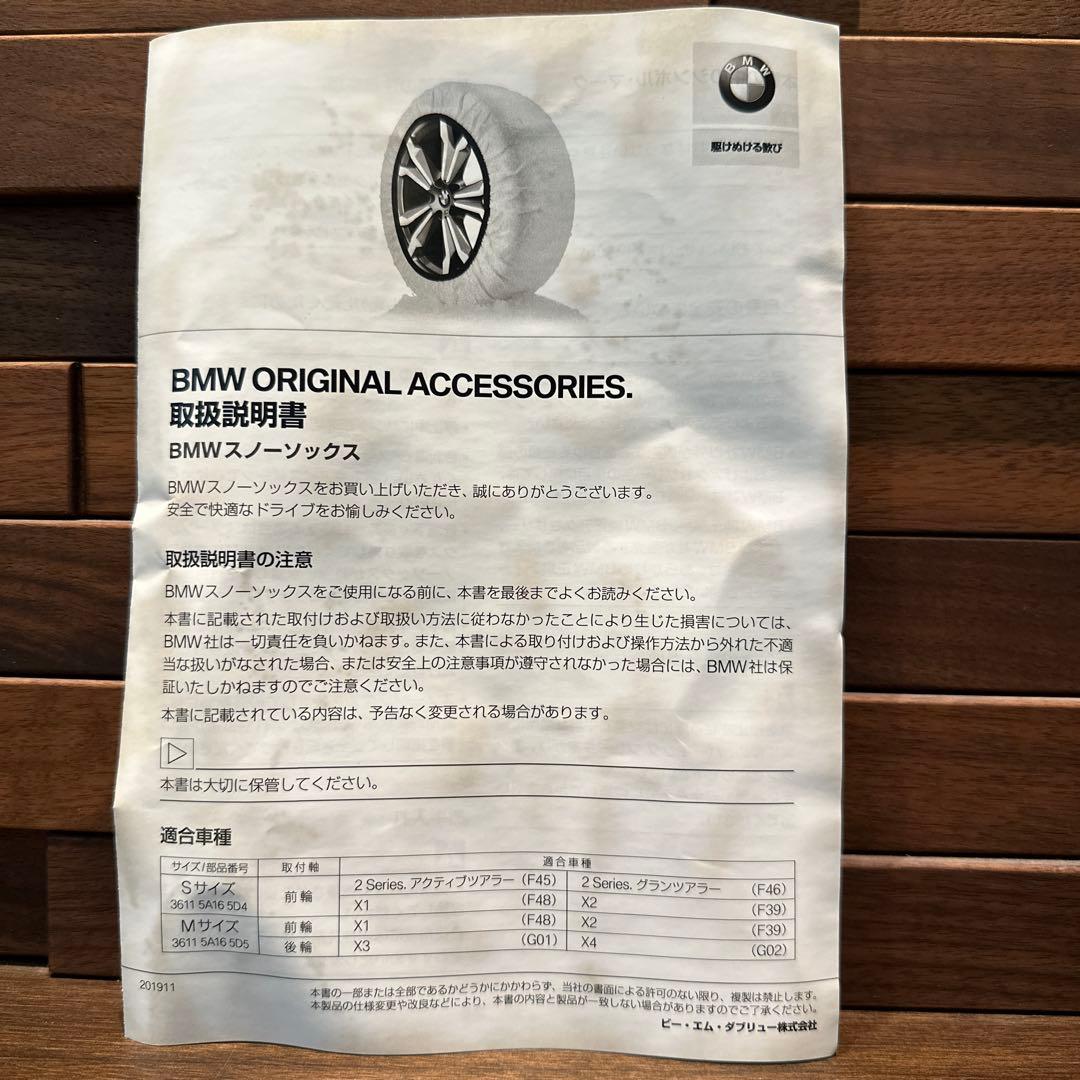 BMW
駆けぬける歓び
BMW ORIGINAL ACCESSORIES.
取扱説明書
BMWスノーソックス
BMWスノーソックスをお買い上げいただき、誠にありがとうございます。
安全で快適なドライブをお愉しみください。
取扱説明書の注意
BMWスノーソックスをご使用になる前に、本書を最後までよくお読みください。
本書に記載された取付けおよび取扱い方法に従わなかったことにより生じた損害については、
BMW社は一切責任を負いかねます。また、本書による取り付けおよび操作方法から外れた不適
当な扱いがなされた場合、または安全上の注意事項が遵守されなかった場合には、BMW社は保
証いたしかねますのでご注意ください。
本書に記載されている内容は、予告なく変更される場合があります。
本書は大切に保管してください。
適合車種
サイズ/部品番号 取付軸 適合車種
Sサイズ 3611 5A16 5D4 前輪 2 Series. アクティブツアラー (F45) 2 Series. グランツアラー (F46)
X1 (F48) X2 (F39)
Mサイズ 3611 5A16 5D5 前輪 X1 (F48) X2 (F39)
後輪 X3 (G01) X4 (G02)
201911
本書の一部または全部であるかどうかにかかわらず、当社の書面による許可のない限り、複製は禁止します。
本製品の仕様変更や改良などにより、本書の内容と製品が一致しない場合がありますのでご了承ください。
ビー・エム・ダブリュー株式会社